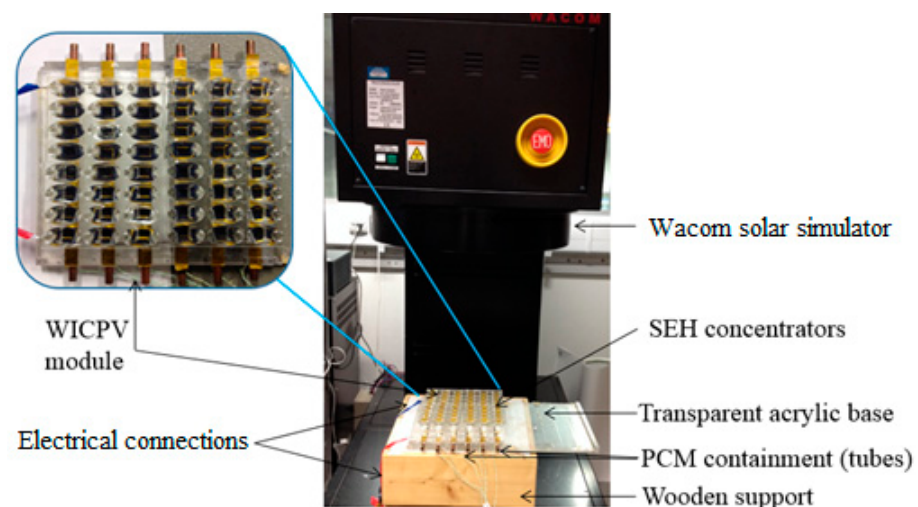 WACOM
EMO
Wacom solar simulator
WICPV
module
SEH concentrators
Transparent acrylic base
Electrical connections
PCM containment (tubes)
Wooden support